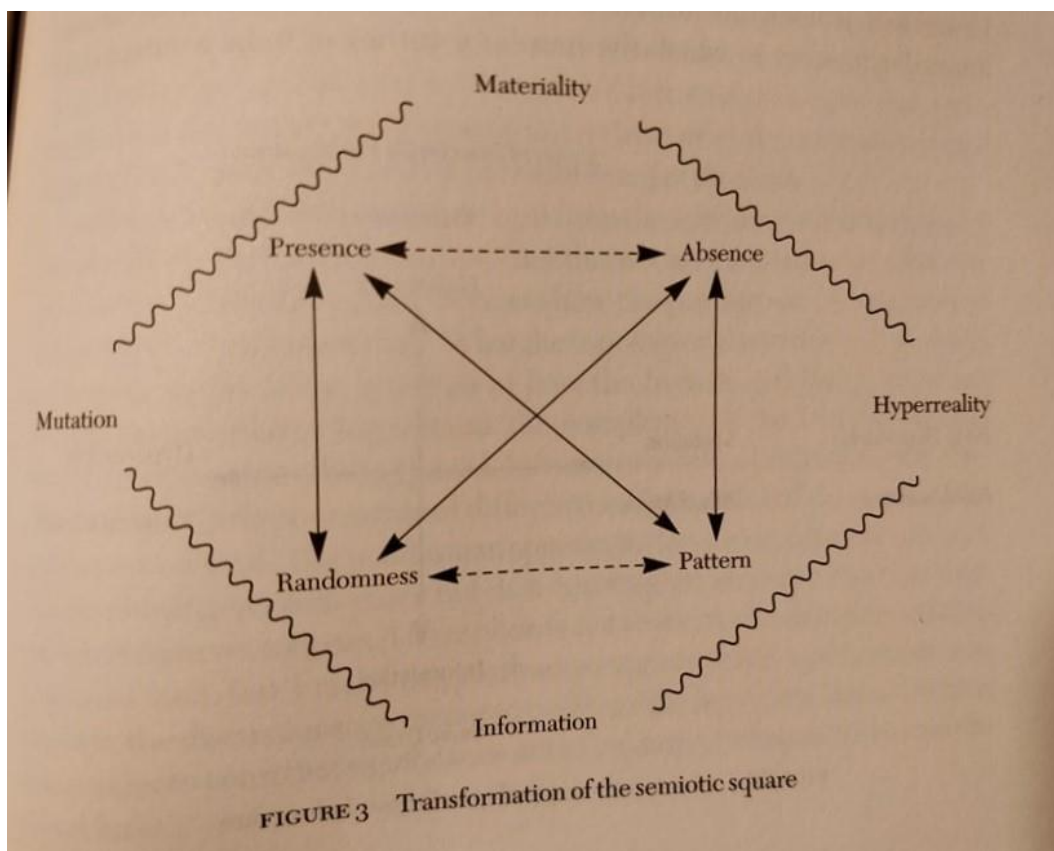 Materiality
Presence Absence
Mutation Hyperreality
Randomness Pattern
Information
FIGURE 3 Transformation of the semiotic square